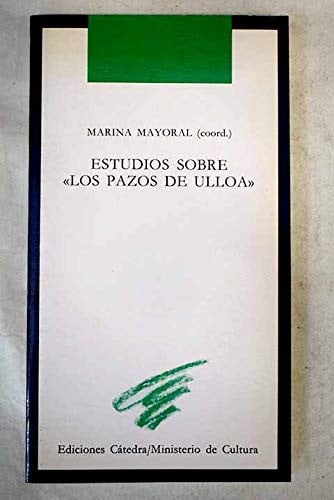 MARINA MAYORAL (coord.)
ESTUDIOS SOBRE
«LOS PAZOS DE ULLOA»
Ediciones Cátedra/Ministerio de Cultura